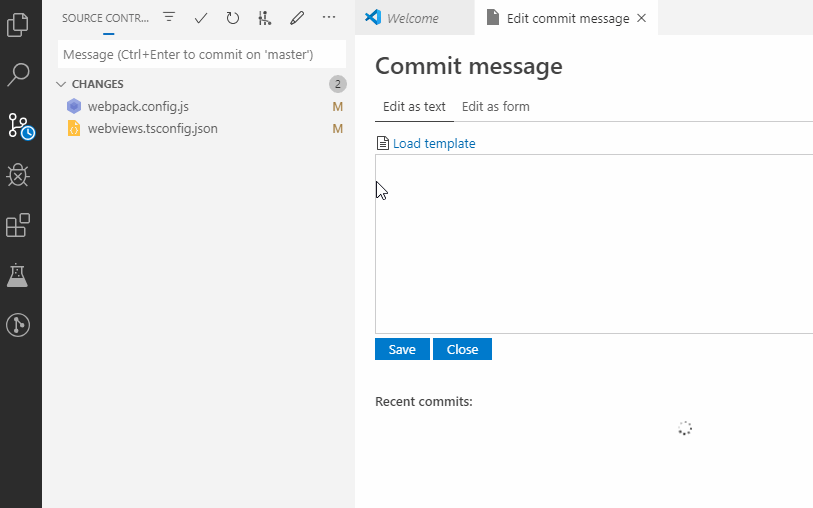 SOURCE CONTR...
Message (Ctrl+Enter to commit on 'master')
CHANGES
2
webpack.config.js
M
webviews.tsconfig.json
M
Welcome
Edit commit message
Commit message
Edit as text
Edit as form
Load template
Save
Close
Recent commits: